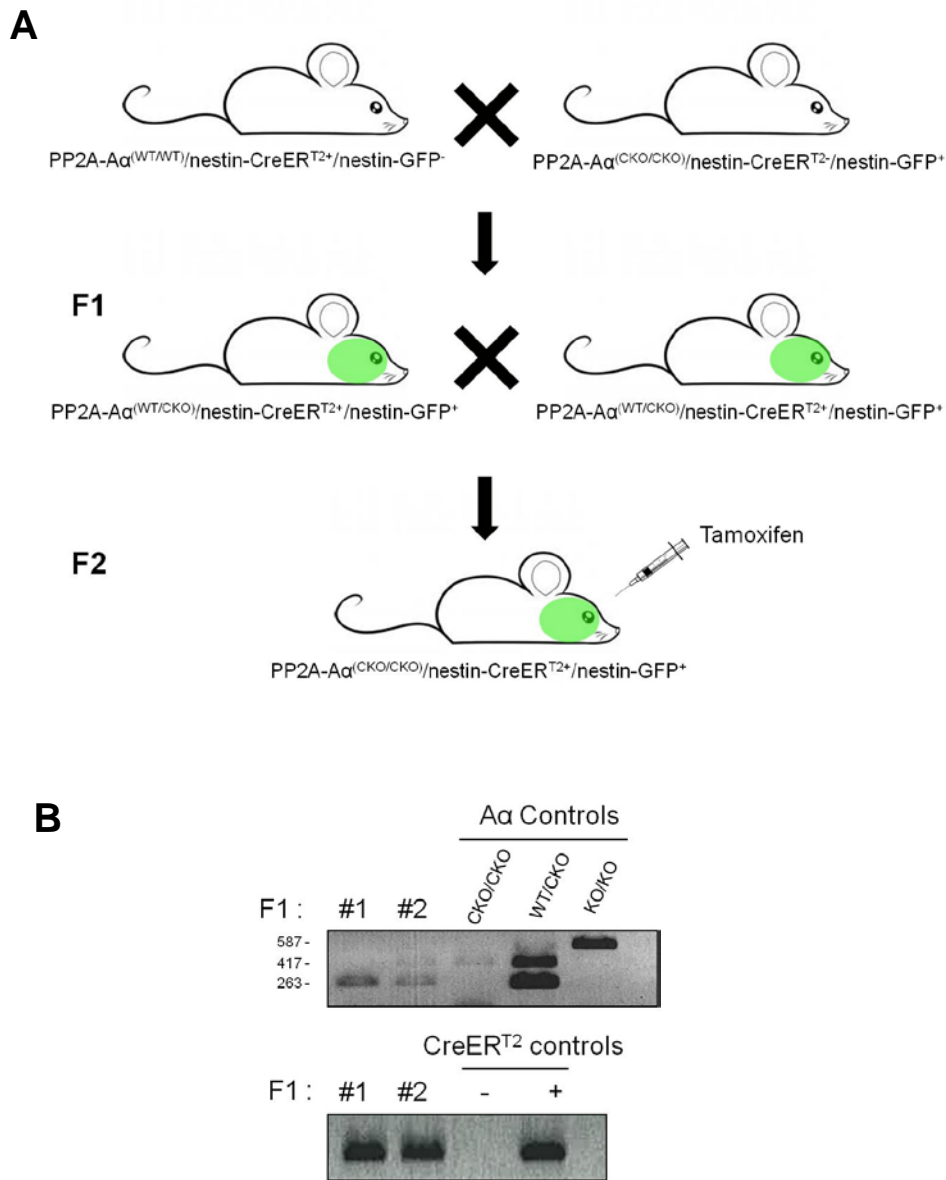 A
PP2A-Aα(WT/WT)/nestin-CreERT2+/nestin-GFP-
PP2A-Aα(CKO/CKO)/nestin-CreERT2-/nestin-GFP+
F1
PP2A-Aα(WT/CKO)/nestin-CreERT2+/nestin-GFP+
PP2A-Aα(WT/CKO)/nestin-CreERT2+/nestin-GFP+
F2
Tamoxifen
PP2A-Aα(CKO/CKO)/nestin-CreERT2+/nestin-GFP+
B
Aα Controls
F1 : #1 #2 CKO/CKO WT/CKO KO/KO
587-
417-
263-
CreERT2 controls
F1 : #1 #2 - +